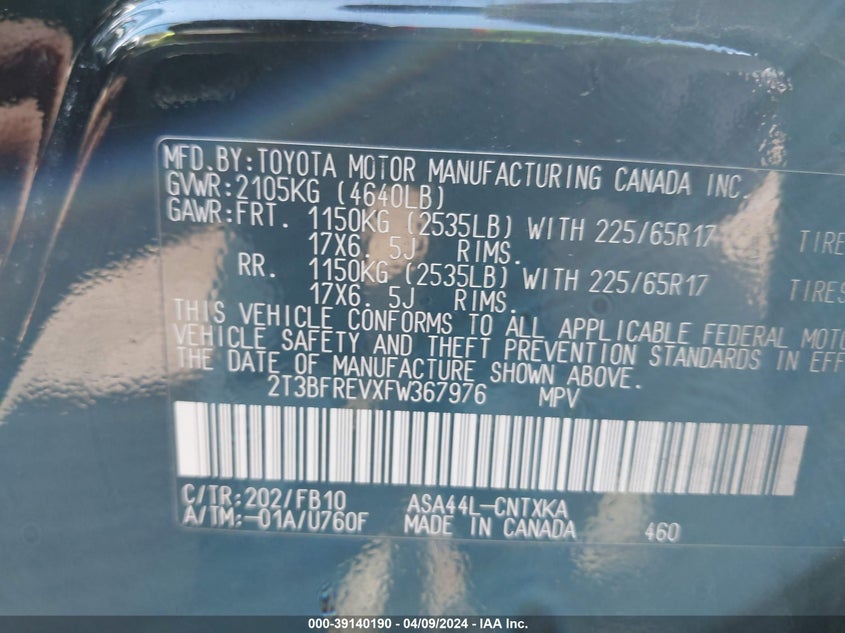 MFD.BY:TOYOTA MOTOR MANUFACTURING CANADA INC.
GVWR:2105KG (4640LB)
GAWR:FRT. 1150KG (2535LB) WITH 225/65R17 TIRE
17X6. 5J RIMS.
RR. 1150KG (2535LB) WITH 225/65R17 TIRES
17X6. 5J RIMS.
THIS VEHICLE CONFORMS TO ALL APPLICABLE FEDERAL MOTO
VEHICLE SAFETY AND THEFT PREVENTION STANDARDS IN EFF
THE DATE OF MANUFACTURE SHOWN ABOVE.
2T3BFREVXFW367976 MPV
C/TR:202/FB10 ASA44L-CNTXKA
A/TM:-01A/U760F MADE IN CANADA 460
000-39140190 - 04/09/2024 - IAA Inc.